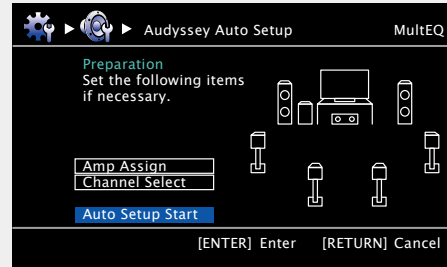 Audyssey Auto Setup MultEQ
Preparation
Set the following items
if necessary.
Amp Assign
Channel Select
Auto Setup Start
[ENTER] Enter [RETURN] Cancel